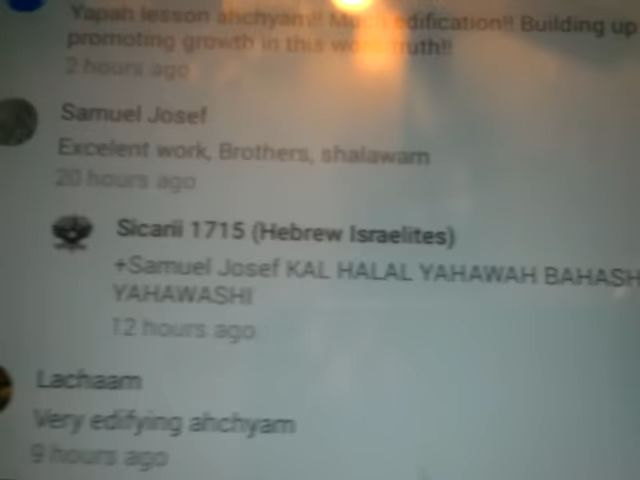 Yapah lesson ahchyam!! Much edification!! Building up
promoting growth in this truth!!
2 hours ago
Samuel Josef
Excelent work, Brothers, shalawam
20 hours ago
Sicarii 1715 (Hebrew Israelites)
+Samuel Josef KAL HALAL YAHAWAH BAHASH
YAHAWASHI
12 hours ago
Lachaam
Very edifying ahchyam
9 hours ago